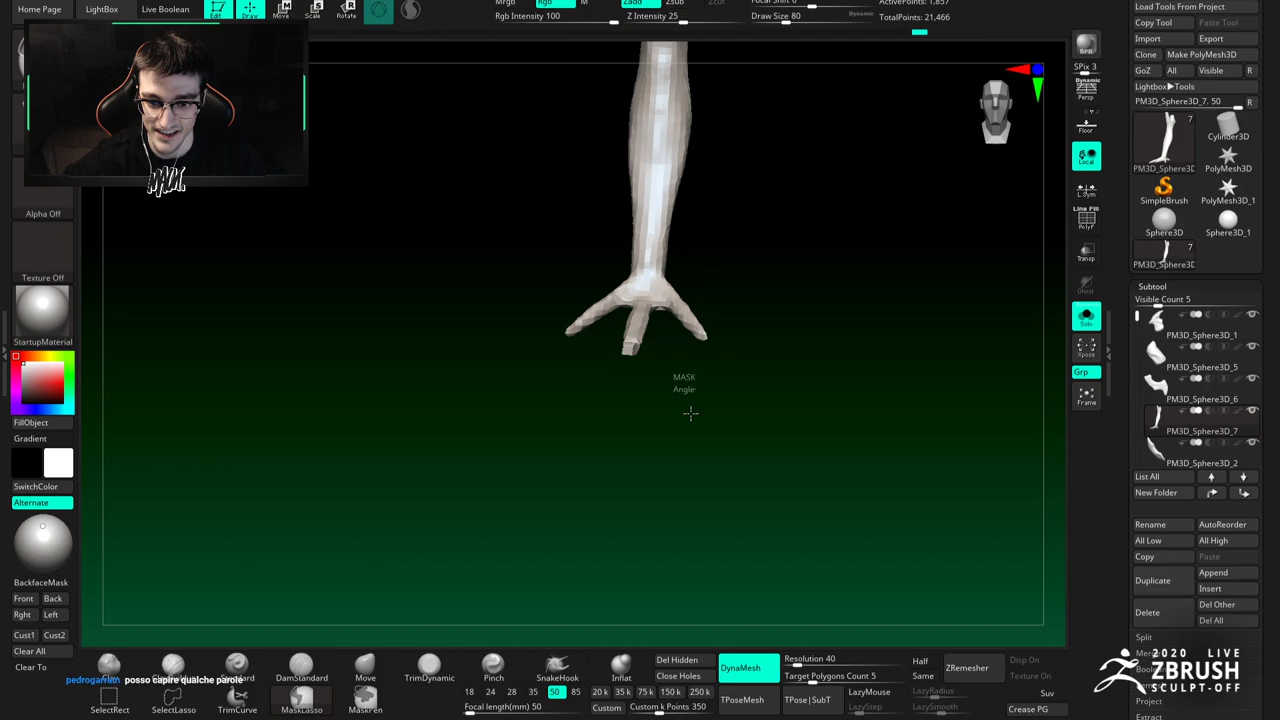 Home Page
LightBox
Live Boolean
Edit
Draw
Move
Scale
Rotate
Mrgb
Rgb
M
Rgb Intensity 100
Zadd
Zsub
Zcut
Z Intensity 25
Focal Shift 0
Draw Size 80
Dynamic
ActivePoints: 1,857
TotalPoints: 21,466
Load Tools From Project
Copy Tool
Paste Tool
Import
Export
Clone
Make PolyMesh3D
GoZ
All
Visible
R
Lightbox▶Tools
PM3D_Sphere3D_7. 50
R
7
Cylinder3D
PM3D_Sphere3D
PolyMesh3D
SimpleBrush
PolyMesh3D_1
Sphere3D
Sphere3D_1
7
PM3D_Sphere3D
Subtool
Visible Count 5
PM3D_Sphere3D_1
PM3D_Sphere3D_5
PM3D_Sphere3D_6
PM3D_Sphere3D_7
PM3D_Sphere3D_2
List All
New Folder
Rename
AutoReorder
All Low
All High
Copy
Paste
Duplicate
Append
Insert
Delete
Del Other
Del All
Split
Project
Extract
BPR
SPix 3
Dynamic
Persp
Floor
Local
L.Sym
Line Fill
PolyF
Transp
Ghost
Solo
Xpose
Grp
Frame
MASK
Angle
MALK.
Alpha Off
Texture Off
StartupMaterial
FillObject
Gradient
SwitchColor
Alternate
BackfaceMask
Front
Back
Rght
Left
Cust1
Cust2
Clear All
Clear To
pedrogarrian posso capire qualche parole
Standard
DamStandard
Move
TrimDynamic
Pinch
SnakeHook
Inflat
SelectRect
SelectLasso
TrimCurve
MaskLasso
MaskPen
18
24
28
35
50
85
Focal length(mm) 50
20 k
35 k
75 k
150 k
250 k
Custom
Custom k Points 350
Del Hidden
Close Holes
DynaMesh
Resolution 40
Target Polygons Count 5
TPoseMesh
TPose|SubT
Half
Same
ZRemesher
LazyMouse
LazyStep
LazyRadius
LazySmooth
Disp On
Texture On
Suv
Crease PG
2020 LIVE
ZBRUSH
SCULPT-OFF